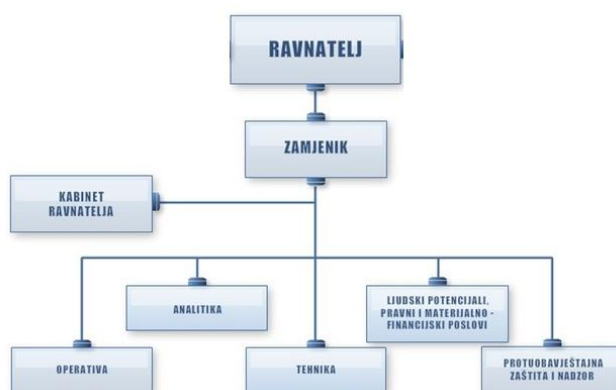 RAVNATELJ
ZAMJENIK
KABINET
RAVNATELJA
ANALITIKA
LJUDSKI POTENCIJALI,
PRAVNI I MATERIJALNO -
FINANCIJSKI POSLOVI
OPERATIVA
TEHNIKA
PROTUOBAVJEŠTAJNA
ZAŠTITA I NADZOR